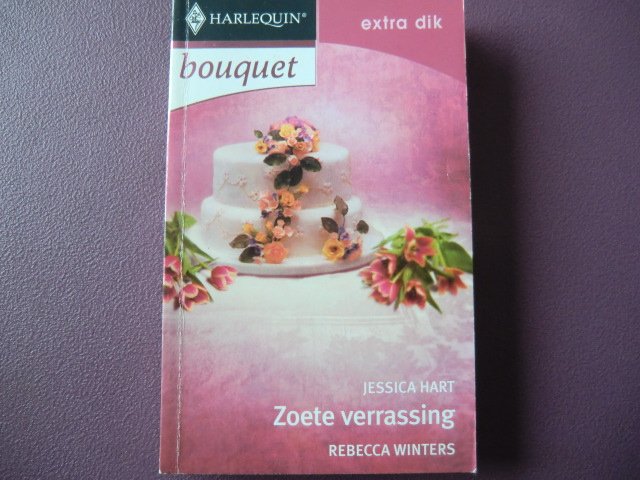 HARLEQUIN®
extra dik
bouquet
JESSICA HART
Zoete verrassing
REBECCA WINTERS